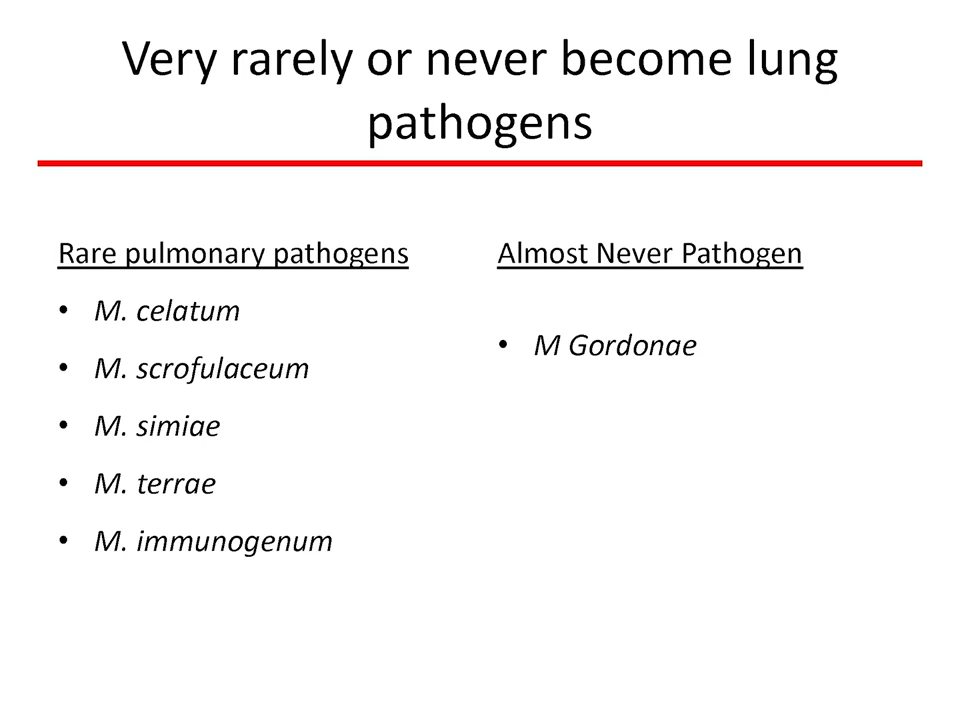 Very rarely or never become lung
pathogens
Rare pulmonary pathogens
• M. celatum
• M. scrofulaceum
• M. simiae
• M. terrae
• M. immunogenum
Almost Never Pathogen
• M Gordonae